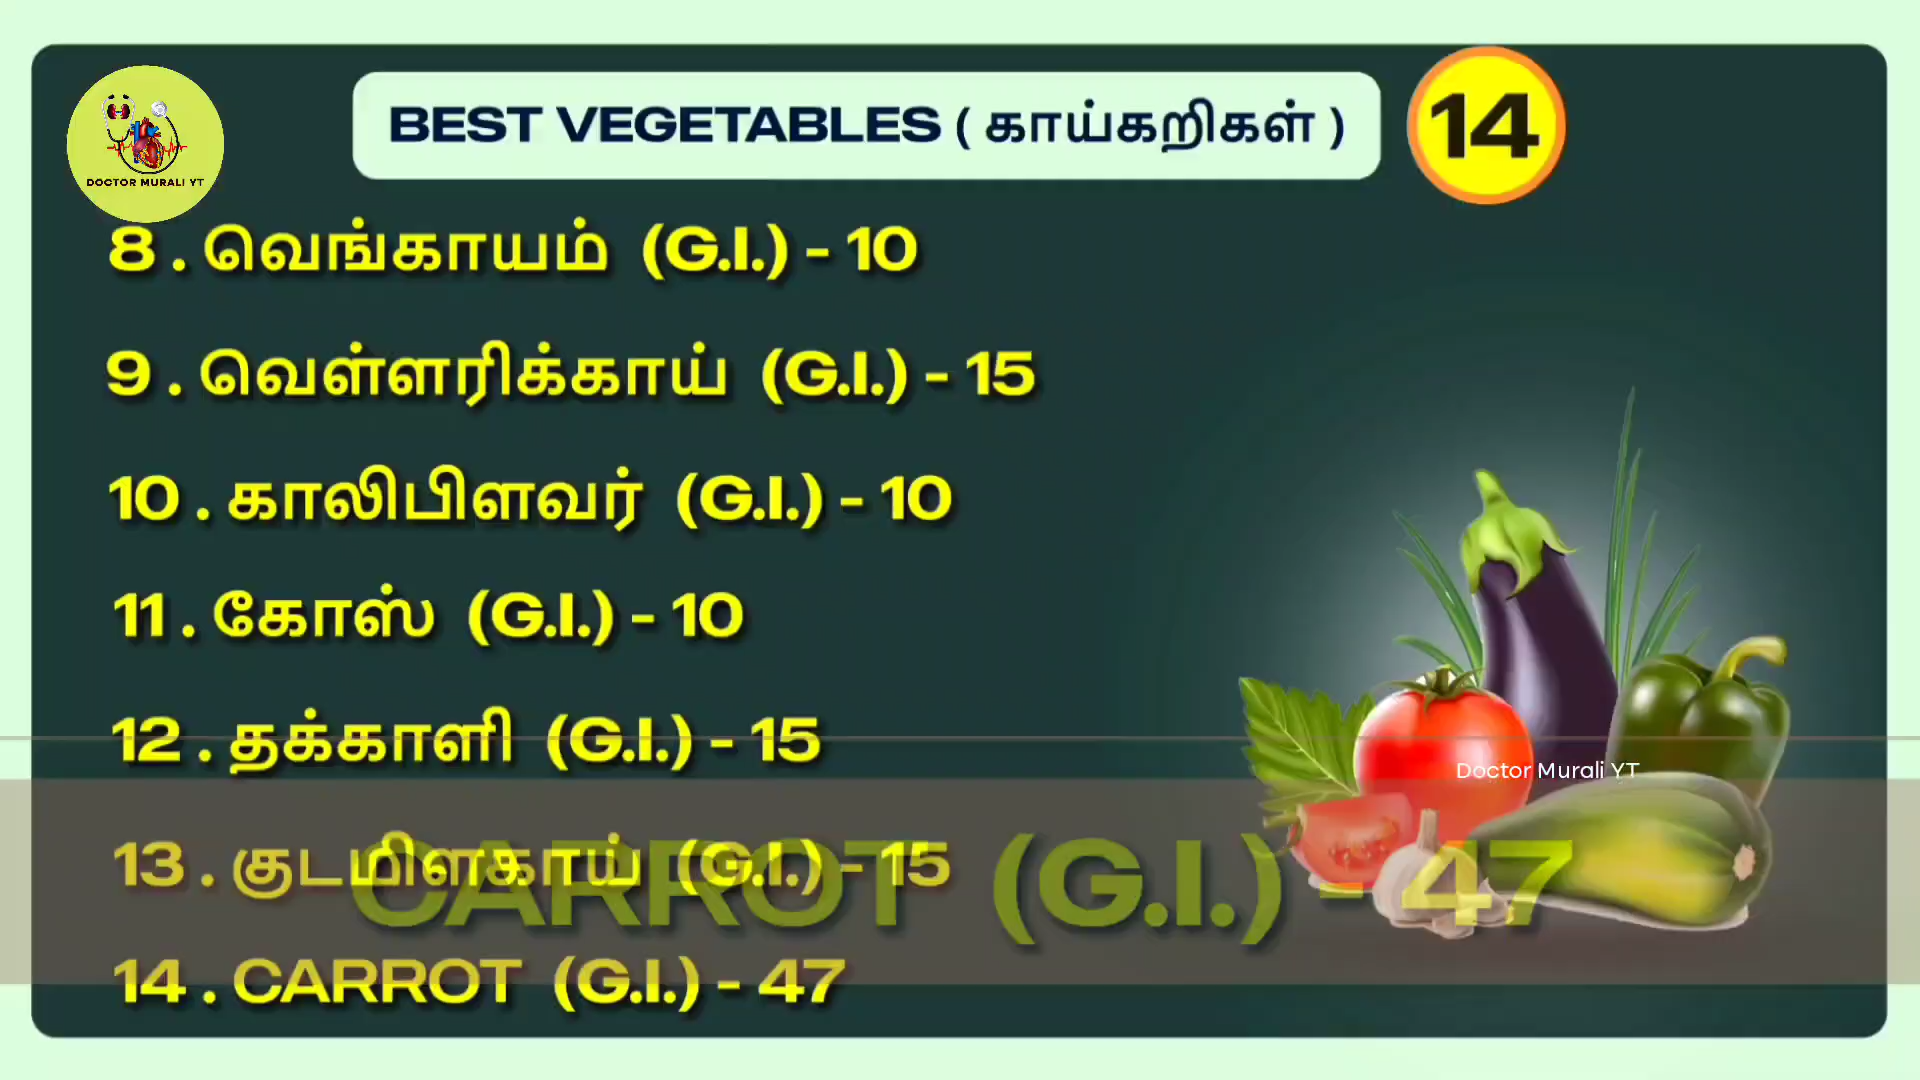 BEST VEGETABLES ( காய்கறிகள் )
14
DOCTOR MURALI YT
8 . வெங்காயம் (G.I.) - 10
9 . வெள்ளரிக்காய் (G.I.) - 15
10 . காலிபிளவர் (G.I.) - 10
11 . கோஸ் (G.I.) - 10
12 . தக்காளி (G.I.) - 15
Doctor Murali YT
13 . குடமிளகாய் (G.I.) - 15
CARROT (G.I.) - 47
14 . CARROT (G.I.) - 47